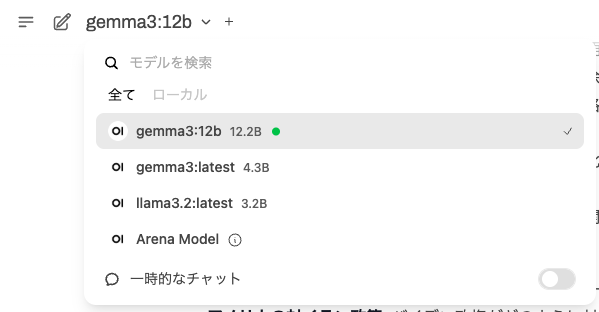 gemma3:12b
モデルを検索
全て ローカル
OI gemma3:12b 12.2B
OI gemma3:latest 4.3B
OI llama3.2:latest 3.2B
OI Arena Model
一時的なチャット